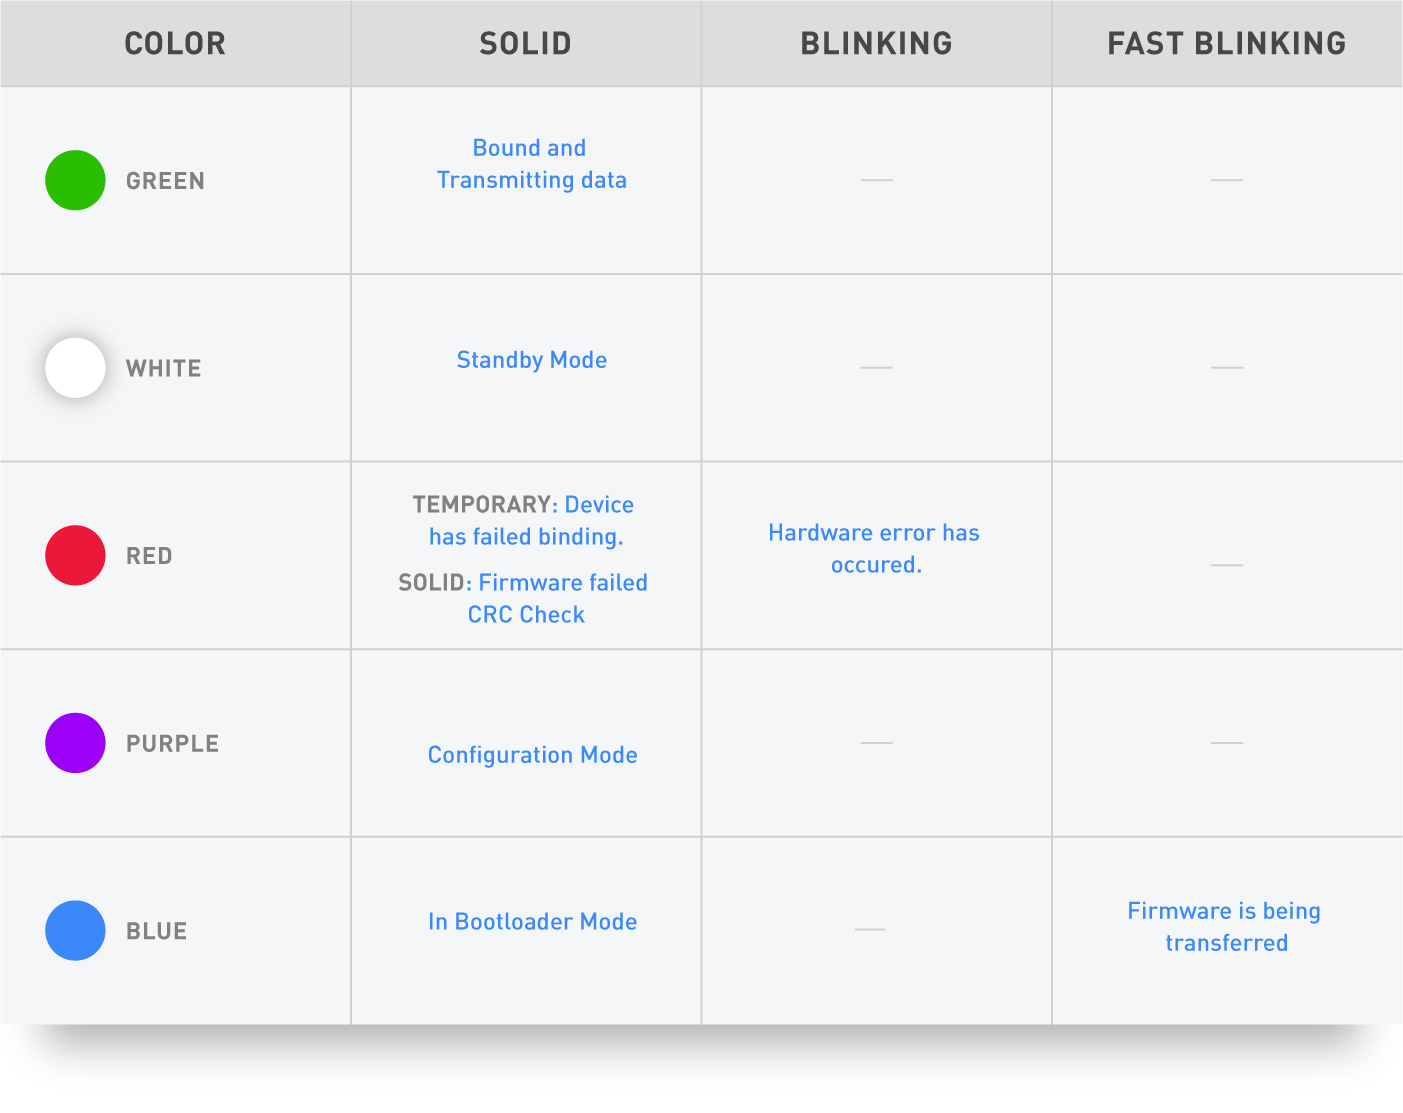 COLOR
SOLID
BLINKING
FAST BLINKING
GREEN
Bound and
Transmitting data
—
—
WHITE
Standby Mode
—
—
RED
TEMPORARY: Device
has failed binding.
SOLID: Firmware failed
CRC Check
Hardware error has
occured.
—
PURPLE
Configuration Mode
—
—
BLUE
In Bootloader Mode
—
Firmware is being
transferred